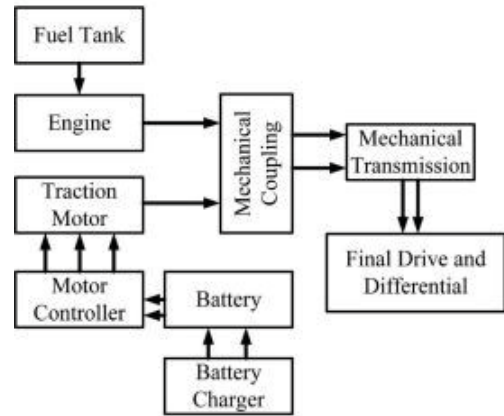 Fuel Tank
Engine
Mechanical
Coupling
Mechanical
Transmission
Traction
Motor
Final Drive and
Differential
Motor
Controller
Battery
Battery
Charger